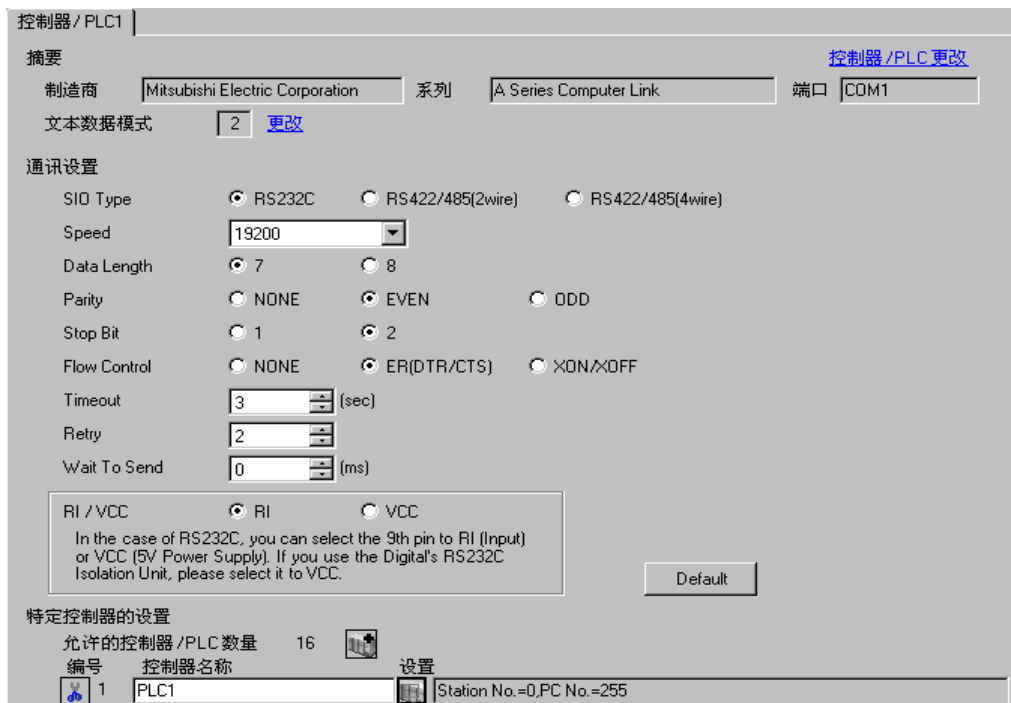 控制器/PLC1
摘要 控制器/PLC更改
制造商 Mitsubishi Electric Corporation 系列 A Series Computer Link 端口 COM1
文本数据模式 2 更改
通讯设置
SIO Type RS232C RS422/485(2wire) RS422/485(4wire)
Speed 19200
Data Length 7 8
Parity NONE EVEN ODD
Stop Bit 1 2
Flow Control NONE ER(DTR/CTS) XON/XOFF
Timeout 3 (sec)
Retry 2
Wait To Send 0 (ms)
RI / VCC RI VCC
In the case of RS232C, you can select the 9th pin to RI (Input)
or VCC (5V Power Supply). If you use the Digital's RS232C
Isolation Unit, please select it to VCC.
Default
特定控制器的设置
允许的控制器/PLC数量 16
编号 控制器名称 设置
1 PLC1 Station No.=0,PC No.=255